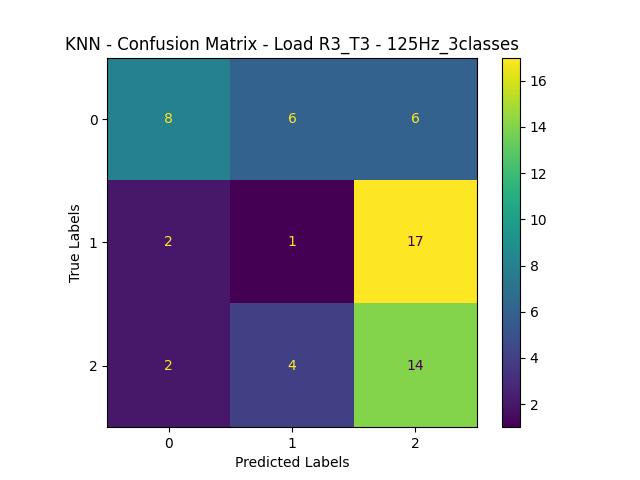 KNN - Confusion Matrix - Load R3_T3 - 125Hz_3classes
True Labels
0
8 6 6
1
2 1 17
2
2 4 14
0 1 2
Predicted Labels
16
14
12
10
8
6
4
2